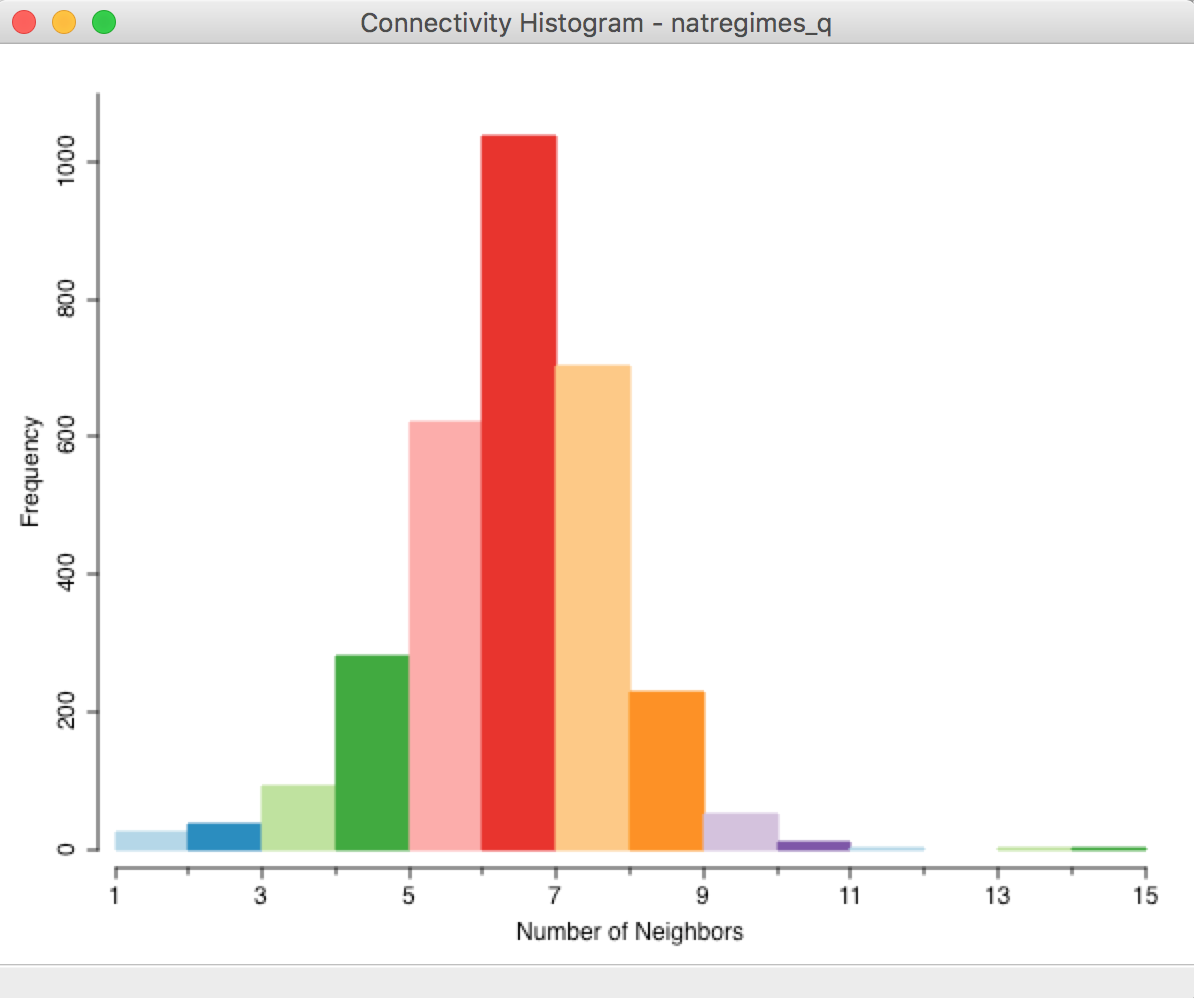 Connectivity Histogram - natregimes_q
1000
800
600
400
200
0
Frequency
1 3 5 7 9 11 13 15
Number of Neighbors